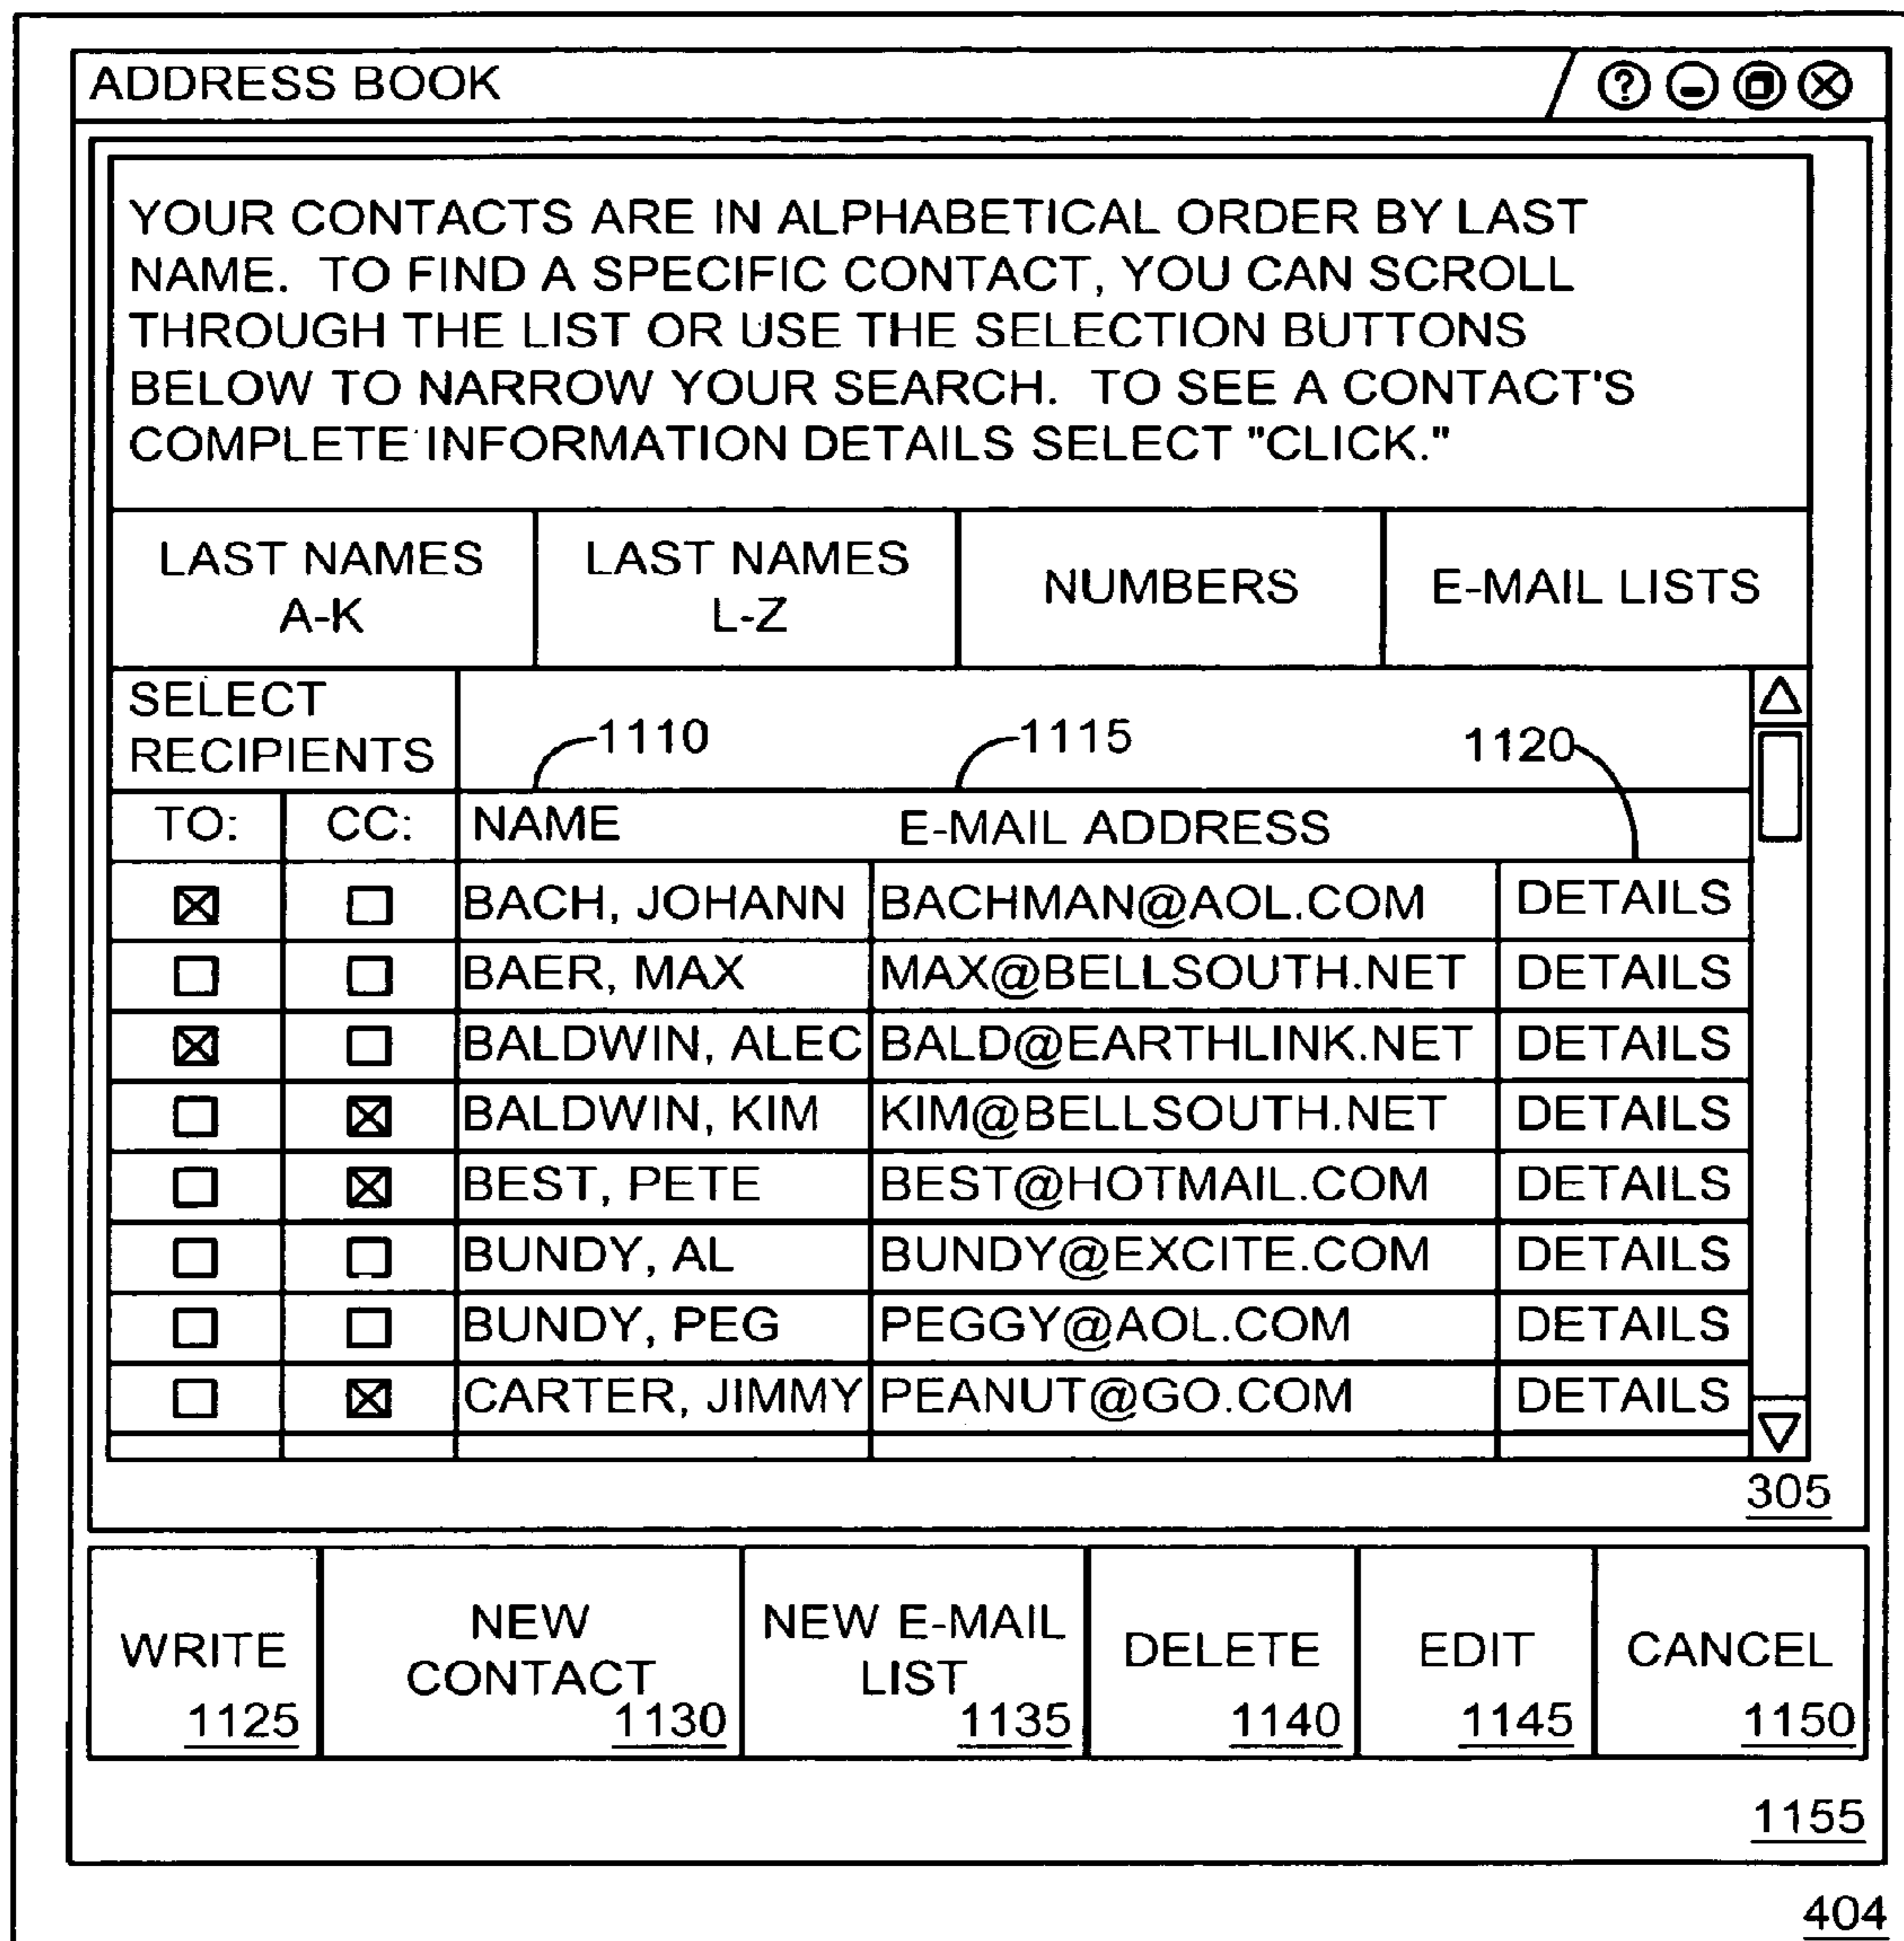 ADDRESS BOOK
YOUR CONTACTS ARE IN ALPHABETICAL ORDER BY LAST
NAME. TO FIND A SPECIFIC CONTACT, YOU CAN SCROLL
THROUGH THE LIST OR USE THE SELECTION BUTTONS
BELOW TO NARROW YOUR SEARCH. TO SEE A CONTACT'S
COMPLETE INFORMATION DETAILS SELECT "CLICK."
LAST NAMES
A-K
LAST NAMES
L-Z
NUMBERS
E-MAIL LISTS
SELECT
RECIPIENTS
1110
1115
1120
TO: CC: NAME E-MAIL ADDRESS
BACH, JOHANN BACHMAN@AOL.COM DETAILS
BAER, MAX MAX@BELLSOUTH.NET DETAILS
BALDWIN, ALEC BALD@EARTHLINK.NET DETAILS
BALDWIN, KIM KIM@BELLSOUTH.NET DETAILS
BEST, PETE BEST@HOTMAIL.COM DETAILS
BUNDY, AL BUNDY@EXCITE.COM DETAILS
BUNDY, PEG PEGGY@AOL.COM DETAILS
CARTER, JIMMY PEANUT@GO.COM DETAILS
305
WRITE
1125
NEW
CONTACT
1130
NEW E-MAIL
LIST
1135
DELETE
1140
EDIT
1145
CANCEL
1150
1155
404